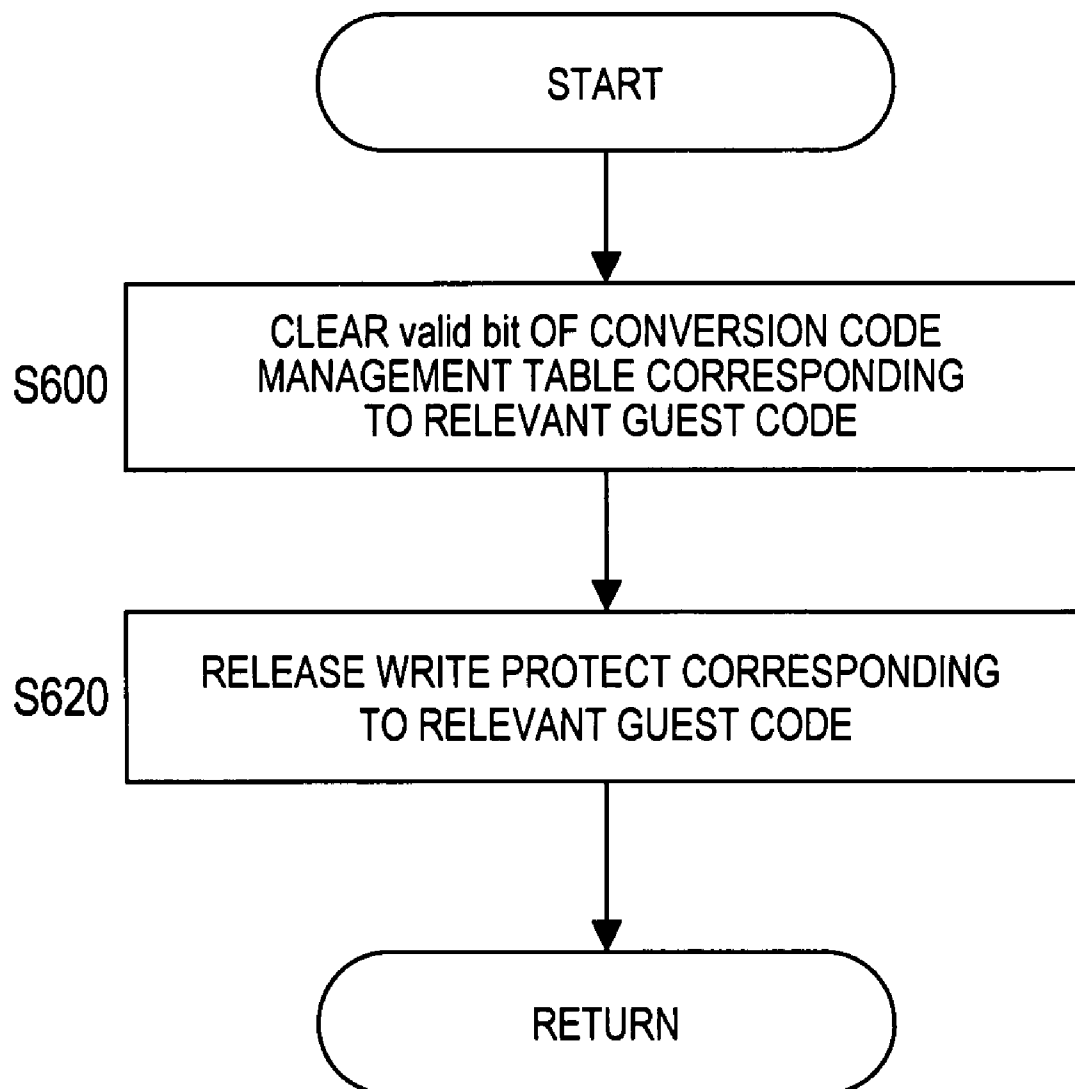 START
S600
CLEAR valid bit OF CONVERSION CODE
MANAGEMENT TABLE CORRESPONDING
TO RELEVANT GUEST CODE
S620
RELEASE WRITE PROTECT CORRESPONDING
TO RELEVANT GUEST CODE
RETURN